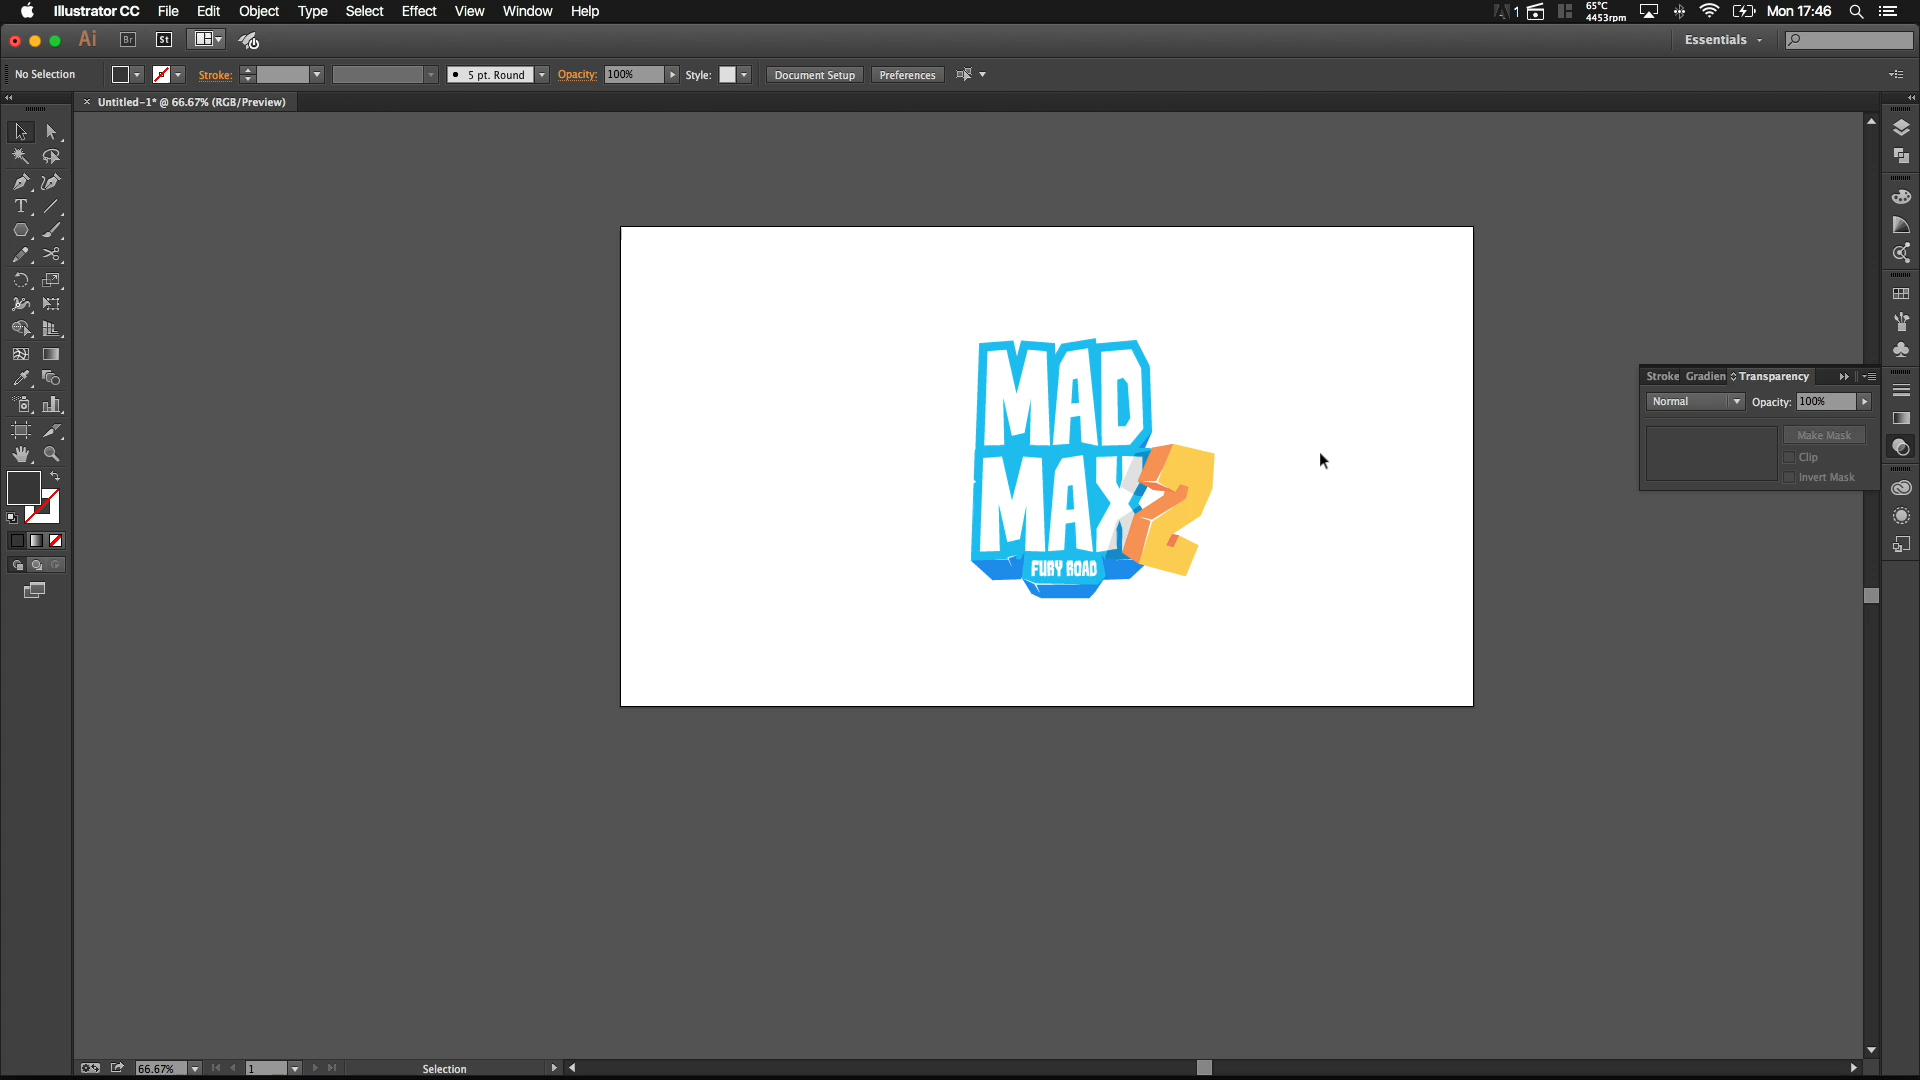 Illustrator CC File Edit Object Type Select Effect View Window Help 1 65°C 4453rpm Mon 17:46
Ai Br St Essentials
No Selection Stroke: 5 pt. Round Opacity: 100% Style: Document Setup Preferences
× Untitled-1* @ 66.67% (RGB/Preview)
MAD
MAX 2
FURY ROAD
Stroke Gradien Transparency
Normal Opacity: 100%
Make Mask
Clip
Invert Mask
66.67% 1 Selection